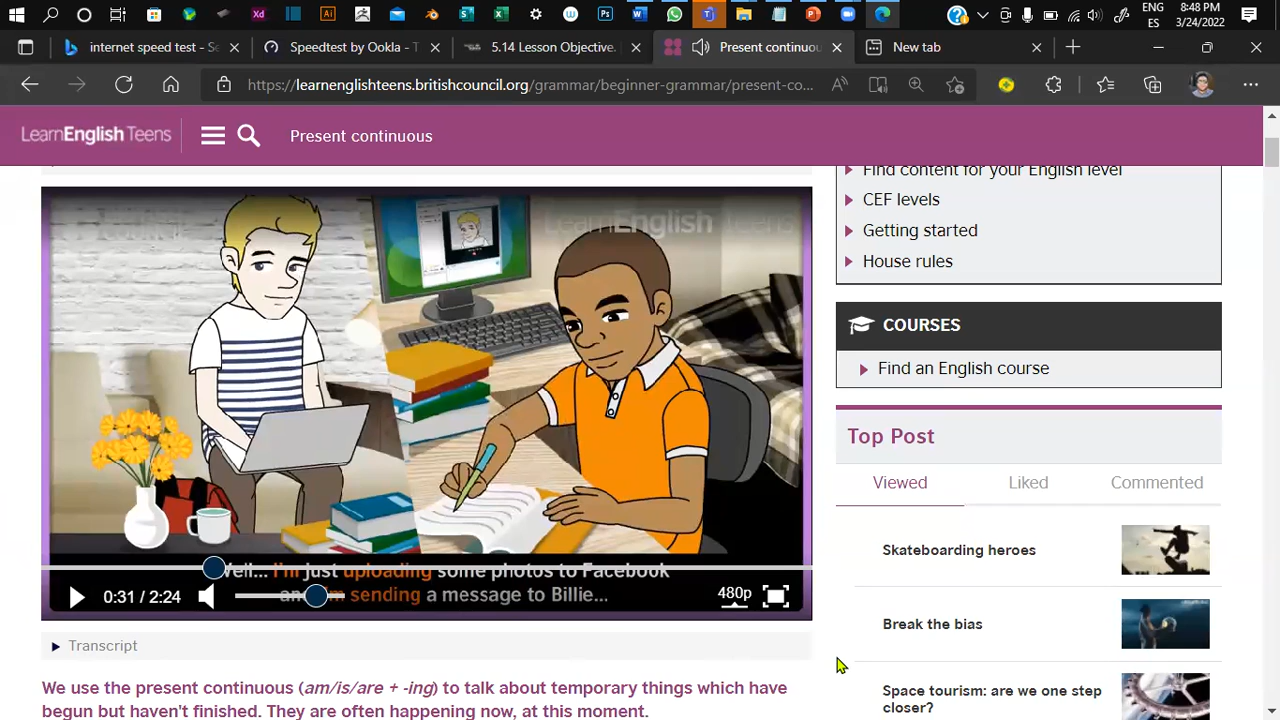 ENG
ES
8:48 PM
3/24/2022
internet speed test - Se
Speedtest by Ookla - T
5.14 Lesson Objective.
Present continuou
New tab
https://learnenglishteens.britishcouncil.org/grammar/beginner-grammar/present-co...
LearnEnglish Teens
Present continuous
Find content for your English level
CEF levels
Getting started
House rules
COURSES
Find an English course
Top Post
Viewed
Liked
Commented
Skateboarding heroes
Break the bias
Space tourism: are we one step
closer?
LearnEnglish Teens
Well... I'm just uploading some photos to Facebook
and I'm sending a message to Billie...
0:31 / 2:24
480p
Transcript
We use the present continuous (am/is/are + -ing) to talk about temporary things which have
begun but haven't finished. They are often happening now, at this moment.